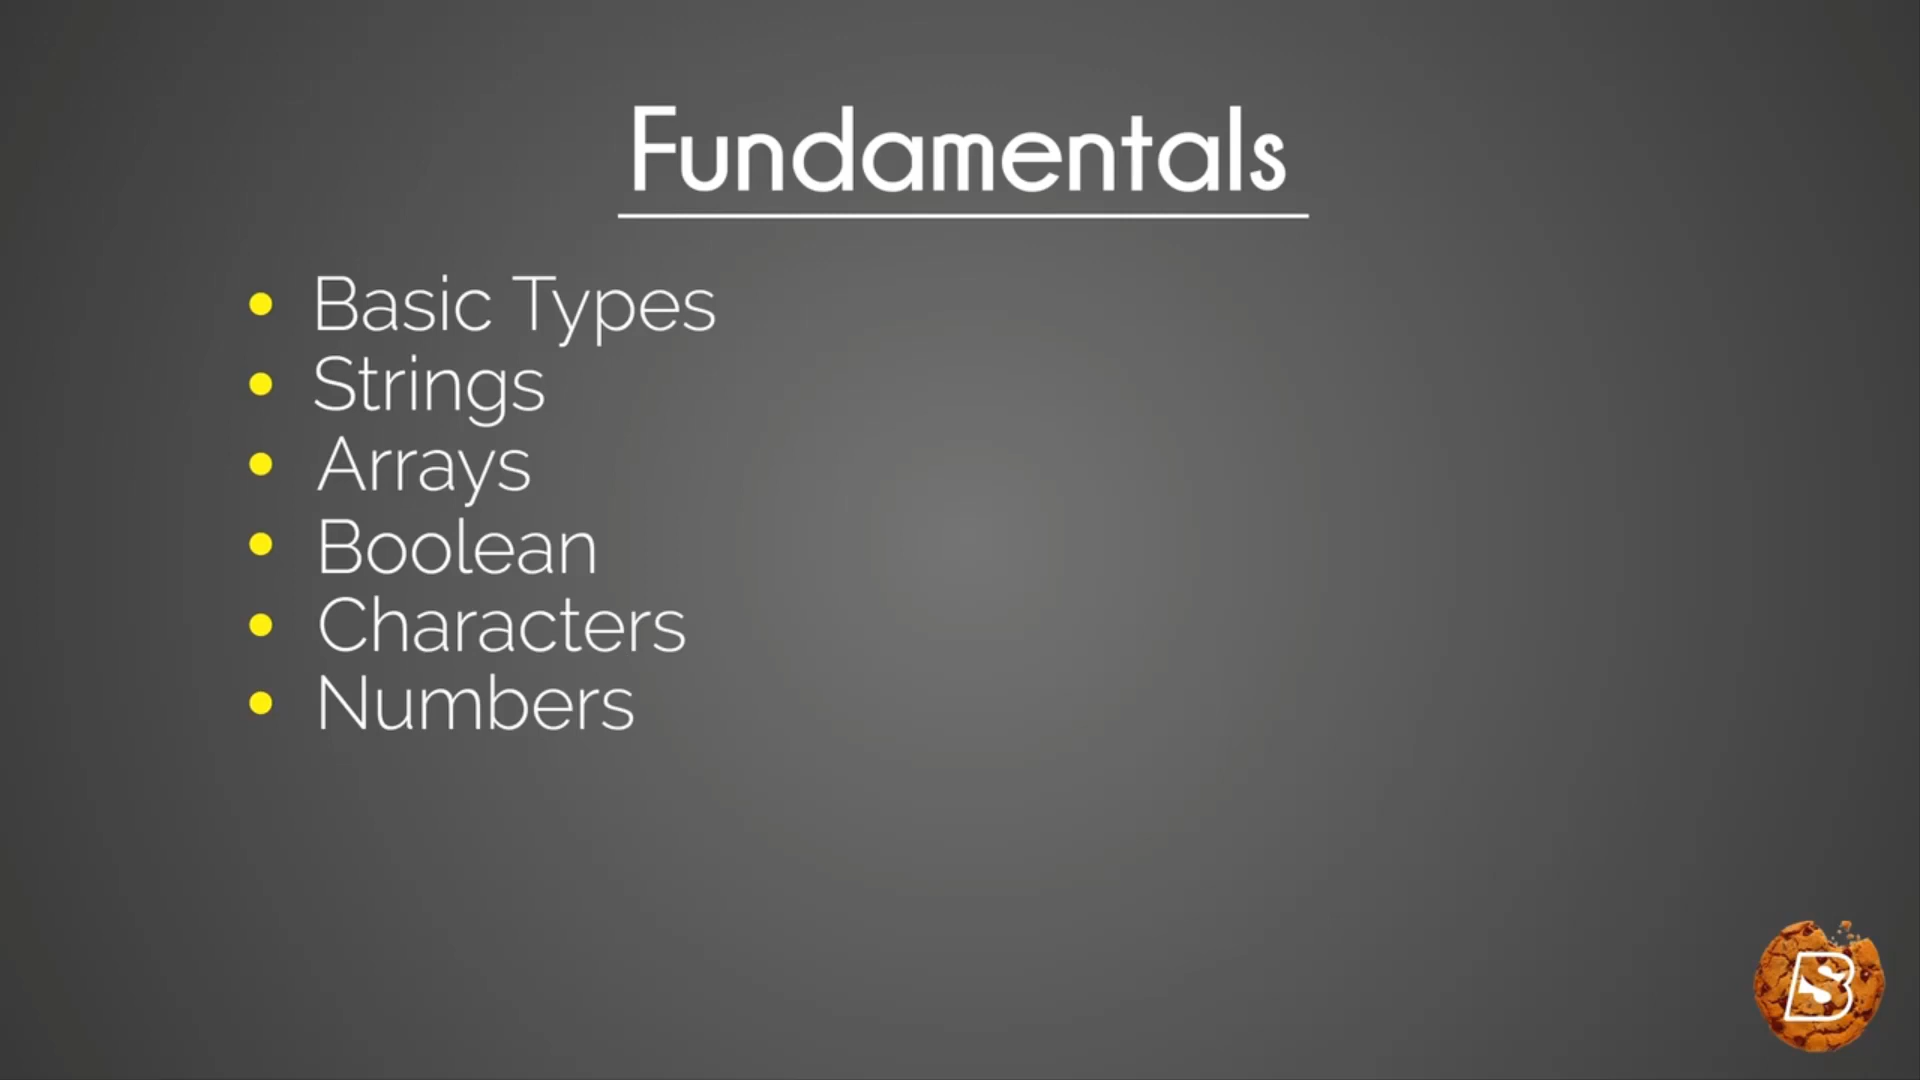 Fundamentals
Basic Types
Strings
Arrays
Boolean
Characters
Numbers